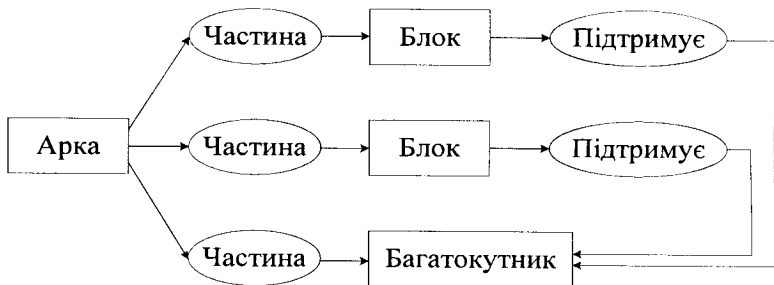 Частина Блок Підтримує
Арка Частина Блок Підтримує
Частина Багатокутник